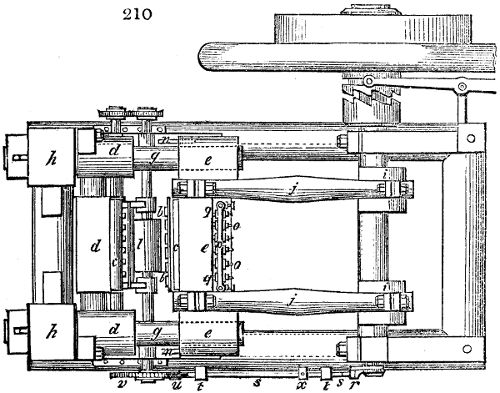 210
d q m e
h i
j
g
d c l b c e o
o
b g
j i
h d q e
m
v u t s x t s r